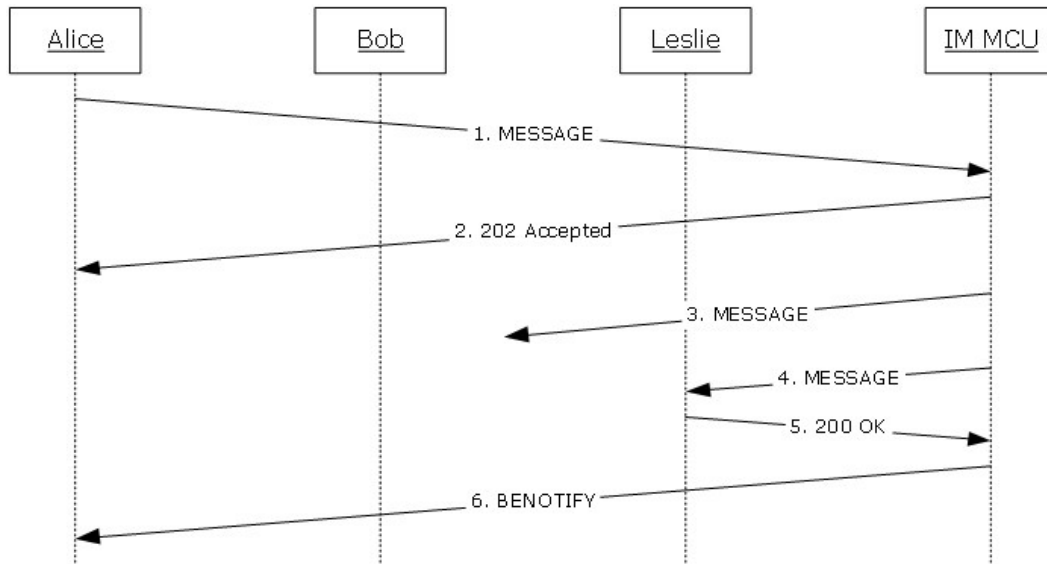 Alice Bob Leslie IM MCU
1. MESSAGE
2. 202 Accepted
3. MESSAGE
4. MESSAGE
5. 200 OK
6. BENOTIFY